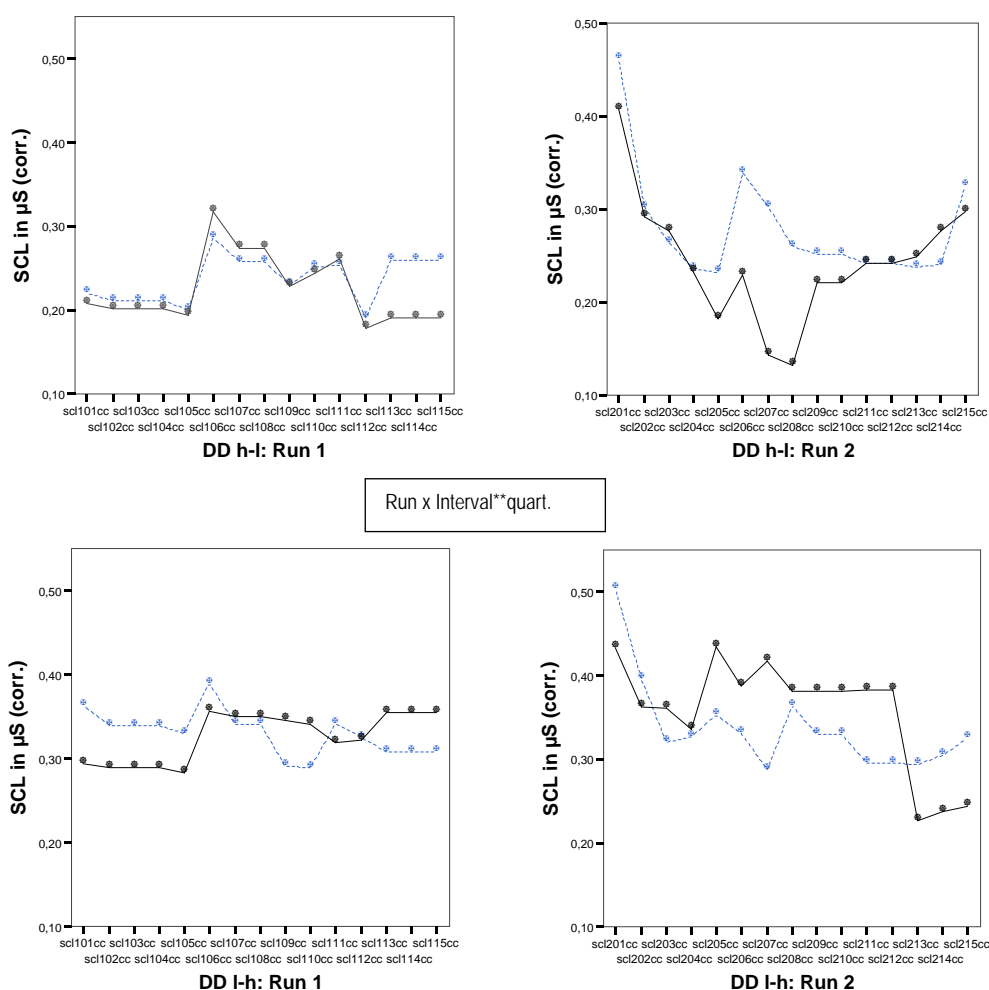 SCL in µS (corr.)
0,50
0,40
0,30
0,20
0,10
scl101cc scl103cc scl105cc scl107cc scl109cc scl111cc scl113cc scl115cc
scl102cc scl104cc scl106cc scl108cc scl110cc scl112cc scl114cc
DD h-l: Run 1
SCL in µS (corr.)
0,50
0,40
0,30
0,20
0,10
scl201cc scl203cc scl205cc scl207cc scl209cc scl211cc scl213cc scl215cc
scl202cc scl204cc scl206cc scl208cc scl210cc scl212cc scl214cc
DD h-l: Run 2
Run x Interval**quart.
SCL in µS (corr.)
0,50
0,40
0,30
0,20
0,10
scl101cc scl103cc scl105cc scl107cc scl109cc scl111cc scl113cc scl115cc
scl102cc scl104cc scl106cc scl108cc scl110cc scl112cc scl114cc
DD l-h: Run 1
SCL in µS (corr.)
0,50
0,40
0,30
0,20
0,10
scl201cc scl203cc scl205cc scl207cc scl209cc scl211cc scl213cc scl215cc
scl202cc scl204cc scl206cc scl208cc scl210cc scl212cc scl214cc
DD l-h: Run 2